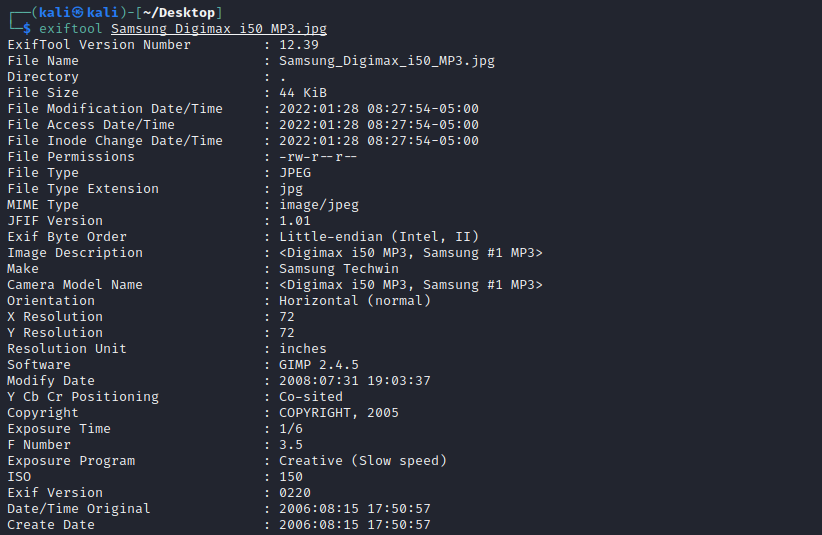 ┌──(kali㉿kali)-[~/Desktop]
└─$ exiftool Samsung_Digimax_i50_MP3.jpg
ExifTool Version Number         : 12.39
File Name                       : Samsung_Digimax_i50_MP3.jpg
Directory                       : .
File Size                       : 44 KiB
File Modification Date/Time     : 2022:01:28 08:27:54-05:00
File Access Date/Time           : 2022:01:28 08:27:54-05:00
File Inode Change Date/Time     : 2022:01:28 08:27:54-05:00
File Permissions                : -rw-r--r--
File Type                       : JPEG
File Type Extension             : jpg
MIME Type                       : image/jpeg
JFIF Version                    : 1.01
Exif Byte Order                 : Little-endian (Intel, II)
Image Description               : <Digimax i50 MP3, Samsung #1 MP3>
Make                            : Samsung Techwin
Camera Model Name               : <Digimax i50 MP3, Samsung #1 MP3>
Orientation                     : Horizontal (normal)
X Resolution                    : 72
Y Resolution                    : 72
Resolution Unit                 : inches
Software                        : GIMP 2.4.5
Modify Date                     : 2008:07:31 19:03:37
Y Cb Cr Positioning             : Co-sited
Copyright                       : COPYRIGHT, 2005
Exposure Time                   : 1/6
F Number                        : 3.5
Exposure Program                : Creative (Slow speed)
ISO                             : 150
Exif Version                    : 0220
Date/Time Original              : 2006:08:15 17:50:57
Create Date                     : 2006:08:15 17:50:57